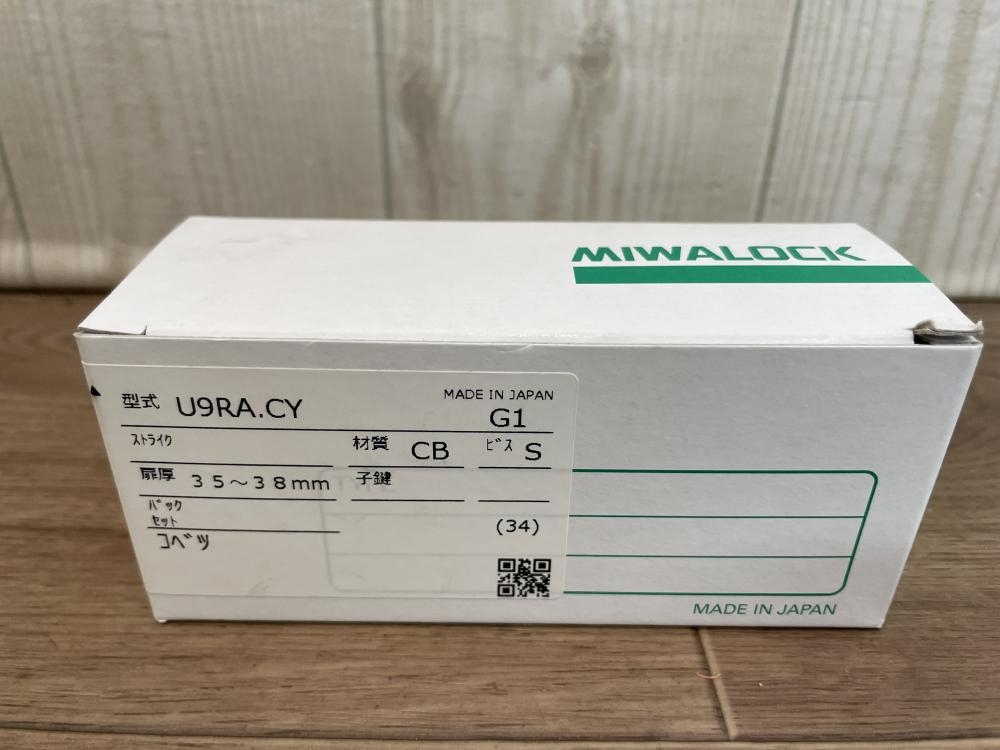 MIWALOCK
型式 U9RA.CY
MADE IN JAPAN
G1
ストライク 材質 CB ビス S
扉厚 35～38mm 子鍵
バック
セット
(34)
コベツ
MADE IN JAPAN